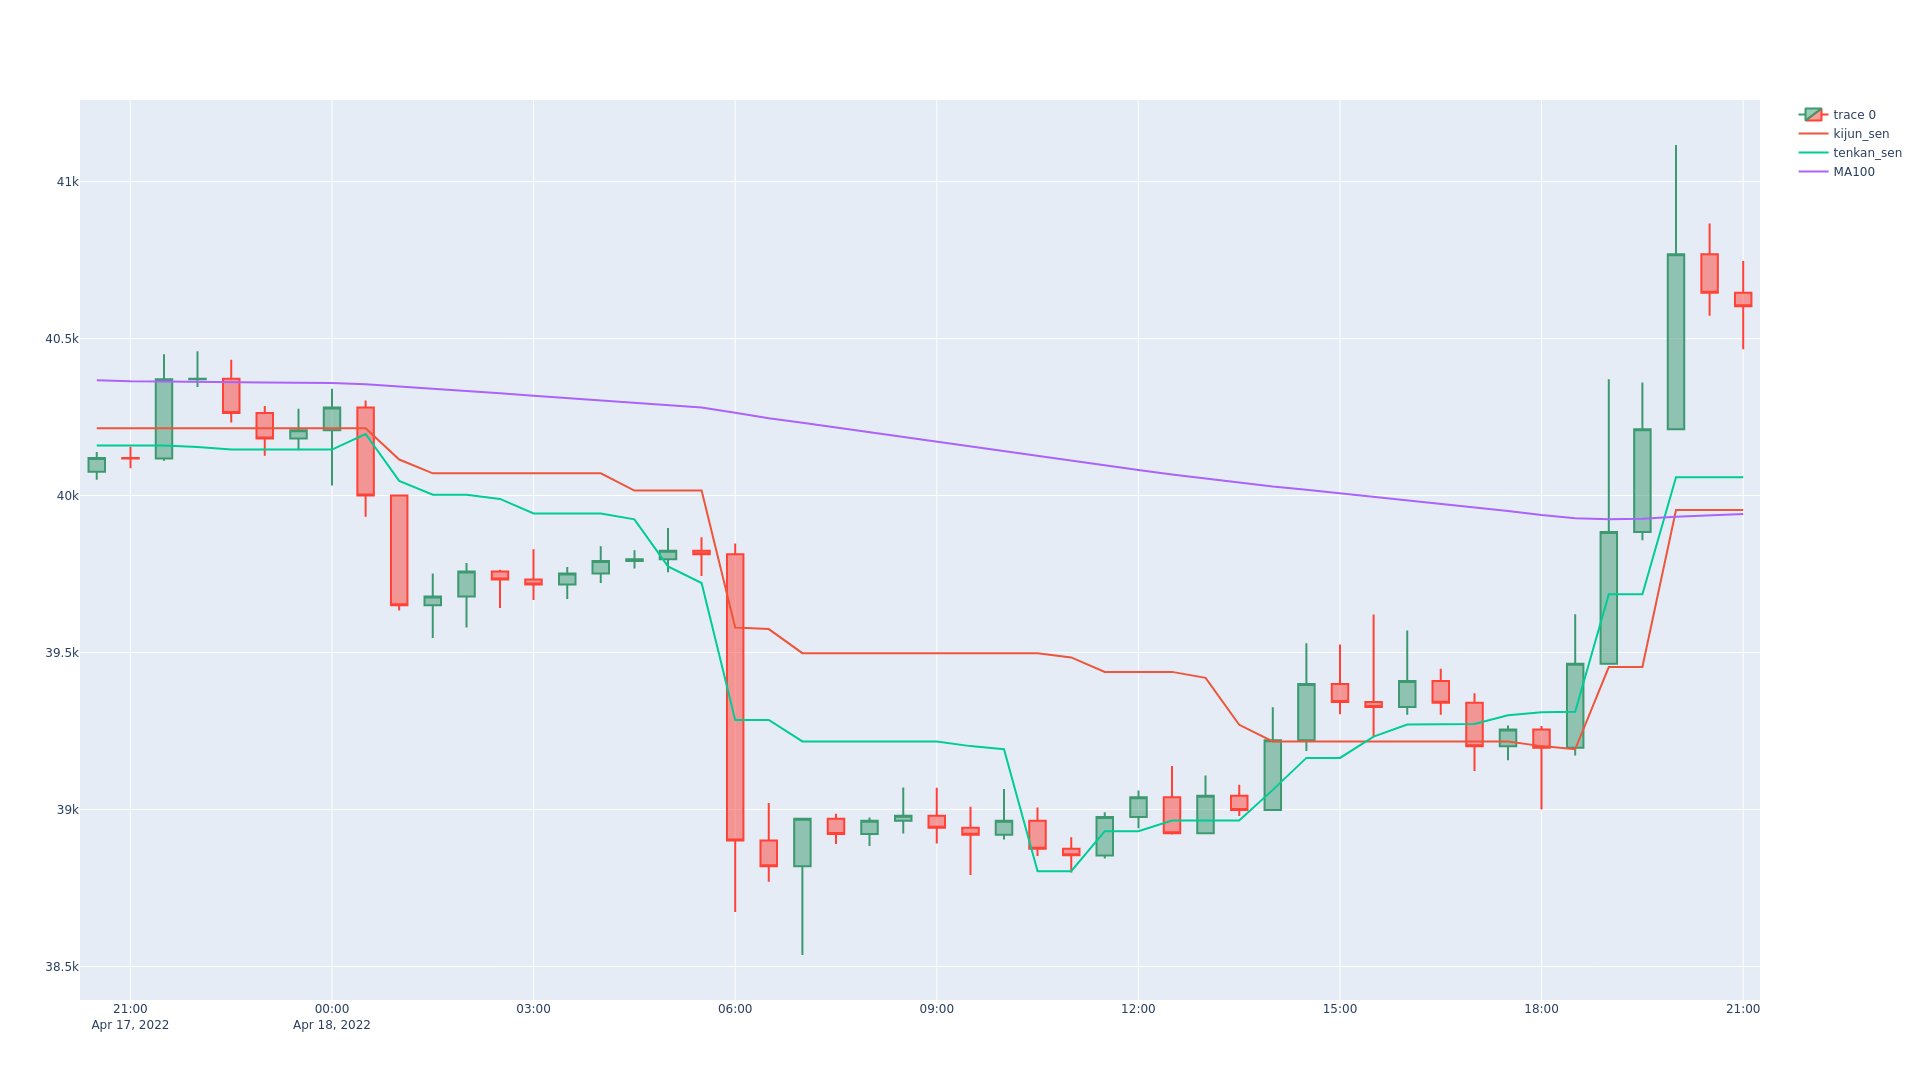 trace 0
kijun_sen
tenkan_sen
MA100
41k
40.5k
40k
39.5k
39k
38.5k
21:00 00:00 03:00 06:00 09:00 12:00 15:00 18:00 21:00
Apr 17, 2022 Apr 18, 2022